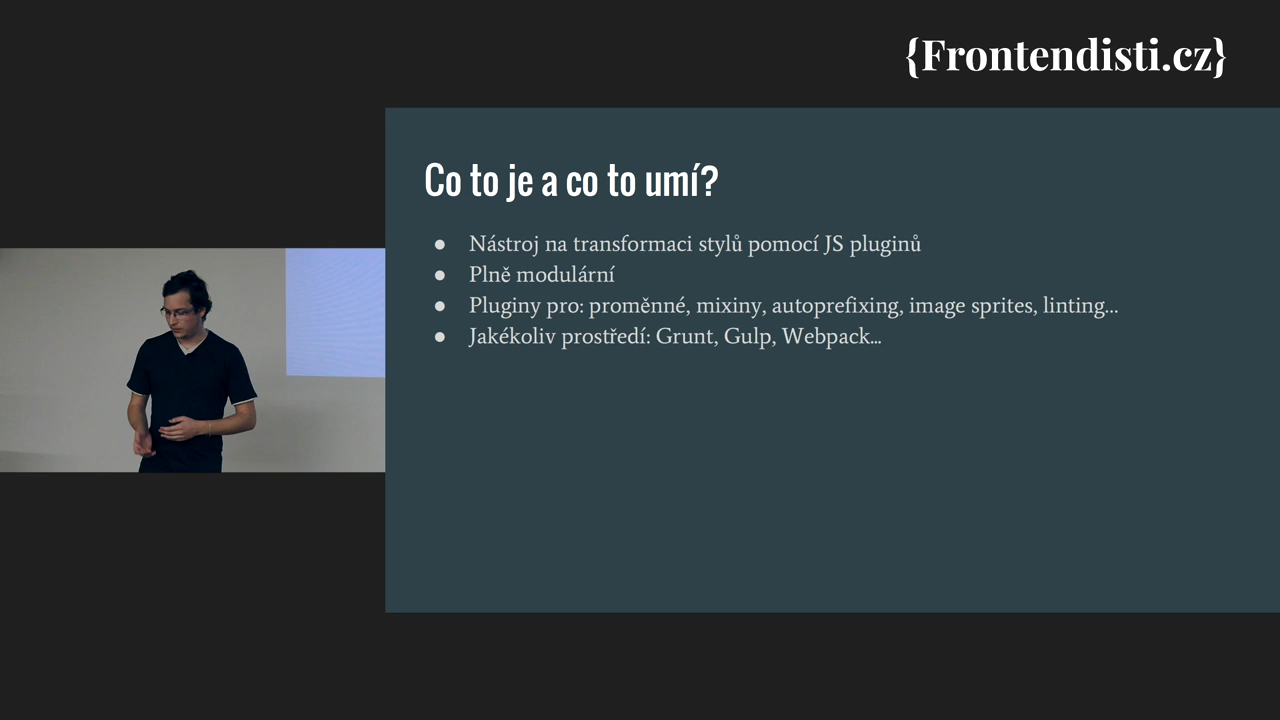 {Frontendisti.cz}
Co to je a co to umí?
● Nástroj na transformaci stylů pomocí JS pluginů
● Plně modulární
● Pluginy pro: proměnné, mixiny, autoprefixing, image sprites, linting...
● Jakékoliv prostředí: Grunt, Gulp, Webpack...